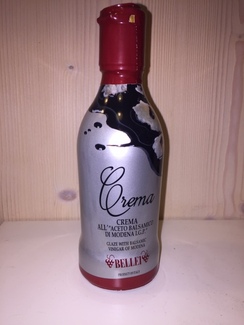 Crema
CREMA
ALL'"ACETO BALSAMICO
DI MODENA I.G.P."
GLAZE WITH BALSAMIC
VINEGAR OF MODENA
BELLEI